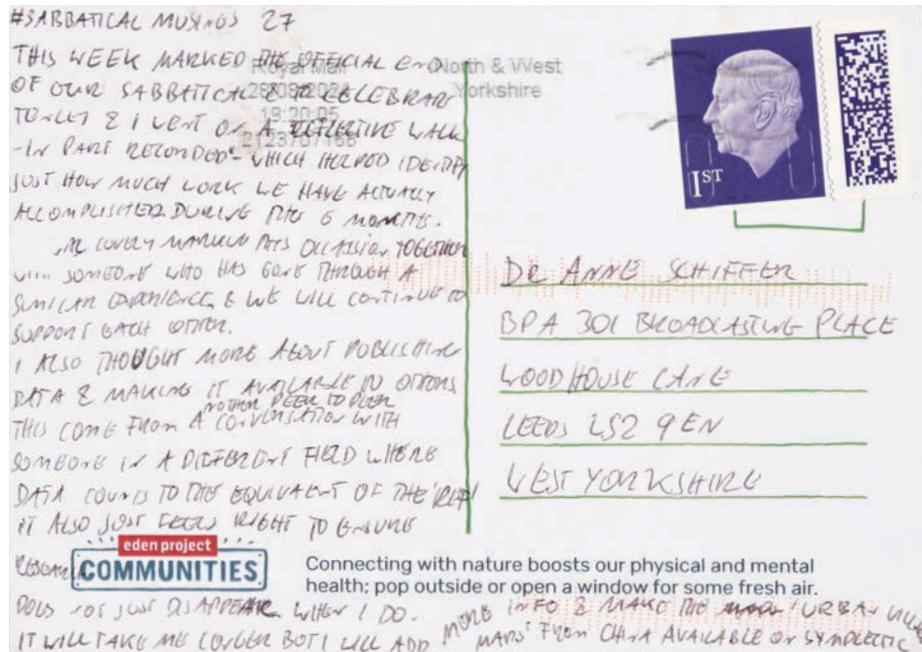 #SABBATICAL MUSINGS 27
THIS WEEK MARKED THE OFFICIAL END
OF OUR SABBATICAL & TO CELEBRATE
& I WENT ON A REFLECTIVE WALK
-IN PART RECORDED- WHICH HELPED IDENTIFY
JUST HOW MUCH WORK WE HAVE ACTUALLY
ACCOMPLISHED DURING THIS 6 MONTHS.
LOVELY MARKING THIS OCCASION TOGETHER
WITH SOMEONE WHO HAS GONE THROUGH A
SIMILAR EXPERIENCE & WE WILL CONTINUE TO
SUPPORT EACH OTHER.
I ALSO THOUGHT MORE ABOUT PUBLISHING
DATA & MAKING IT AVAILABLE TO OTHERS
THIS CAME FROM ANOTHER PEER TO PEER CONVERSATION WITH
SOMEONE IN A DIFFERENT FIELD WHERE
DATA COUNTS TO THE EQUIVALENT OF THE 'REF'
IT ALSO JUST FEELS RIGHT TO ENSURE
RESEARCH
DOES NOT JUST DISAPPEAR WHEN I DO.
IT WILL TAKE ME LONGER BUT I WILL ADD MORE INFO & MAKE THE 'URBAN
MAPS' FROM CHINA AVAILABLE ON SYMPLECTIC
Royal Mail
North & West
Yorkshire
19:20:05
1ST
DR ANNE SCHIFFER
BPA 301 BROADCASTING PLACE
WOODHOUSE LANE
LEEDS LS2 9EN
WEST YORKSHIRE
eden project
COMMUNITIES
Connecting with nature boosts our physical and mental
health; pop outside or open a window for some fresh air.